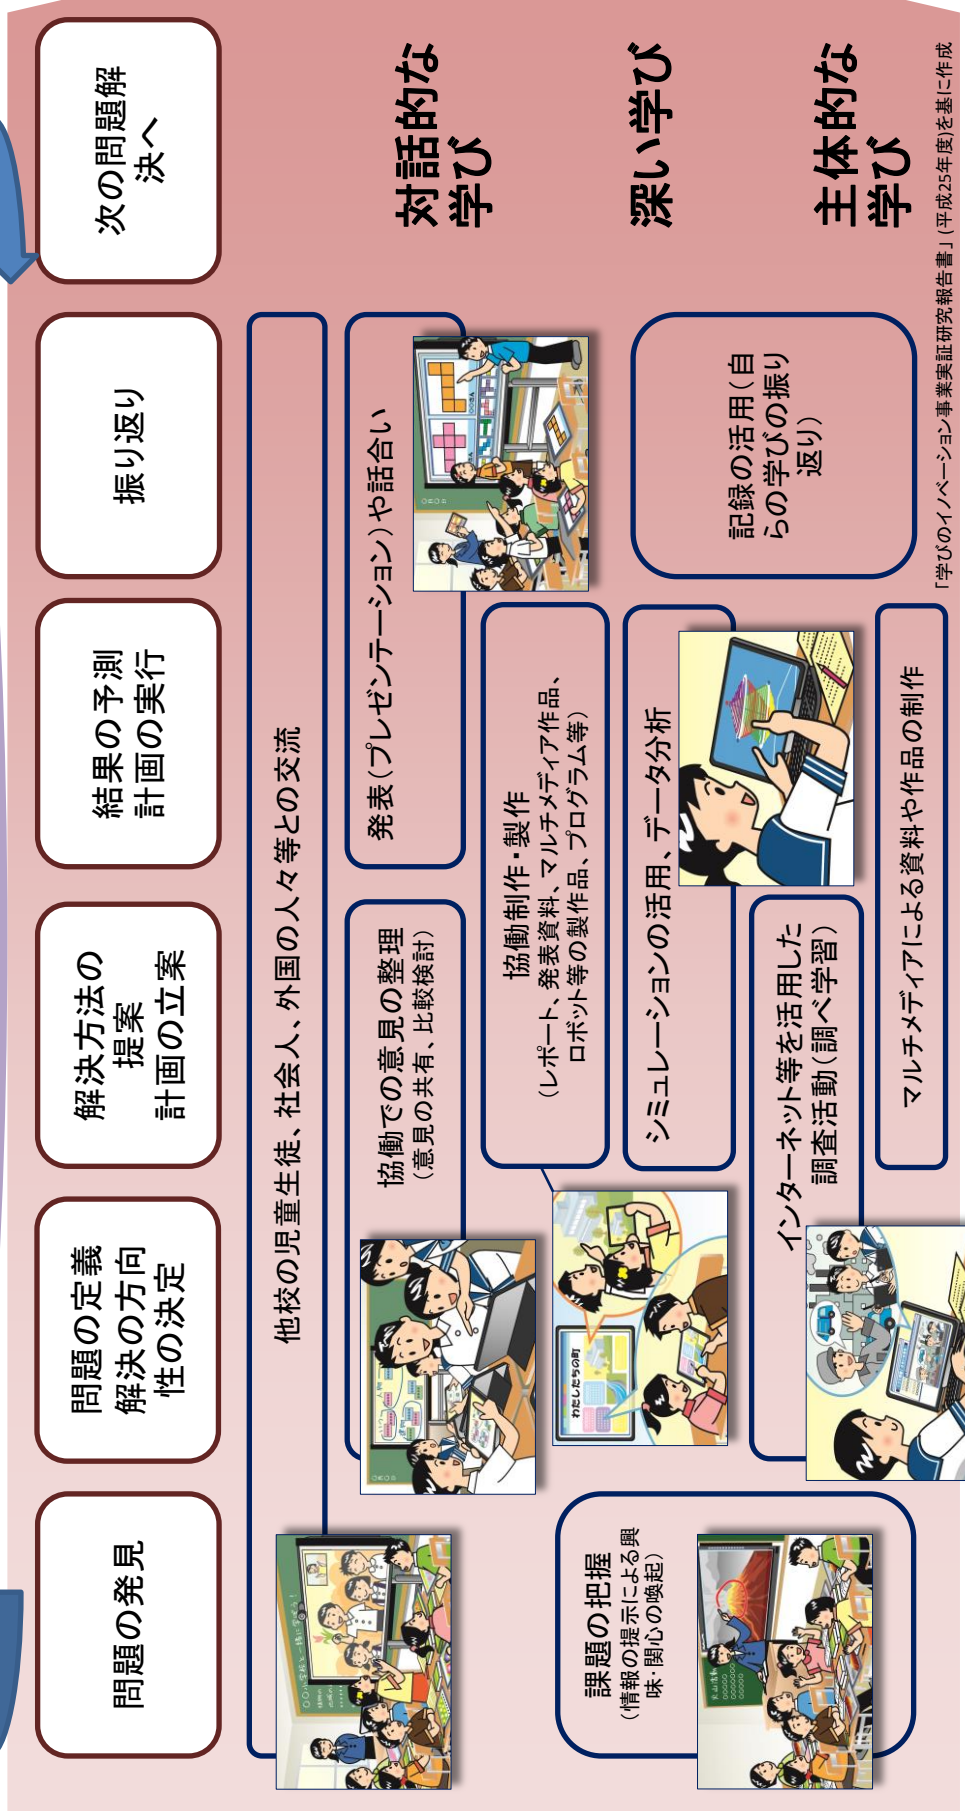 問題の発見
問題の定義
解決の方向
性の決定
解決方法の
提案
計画の立案
結果の予測
計画の実行
振り返り
次の問題解
決へ
他校の児童生徒、社会人、外国の人々等との交流
協働での意見の整理
(意見の共有、比較検討)
発表(プレゼンテーション)や話合い
対話的な
学び
協働制作・製作
(レポート、発表資料、マルチメディア作品、
ロボット等の製作品、プログラム等)
わたしたちの町
課題の把握
(情報の提示による興
味・関心の喚起)
シミュレーションの活用、データ分析
深い学び
記録の活用(自
らの学びの振り
返り)
インターネット等を活用した
調査活動(調べ学習)
マルチメディアによる資料や作品の制作
主体的な
学び
「学びのイノベーション事業実証研究報告書」(平成25年度)を基に作成